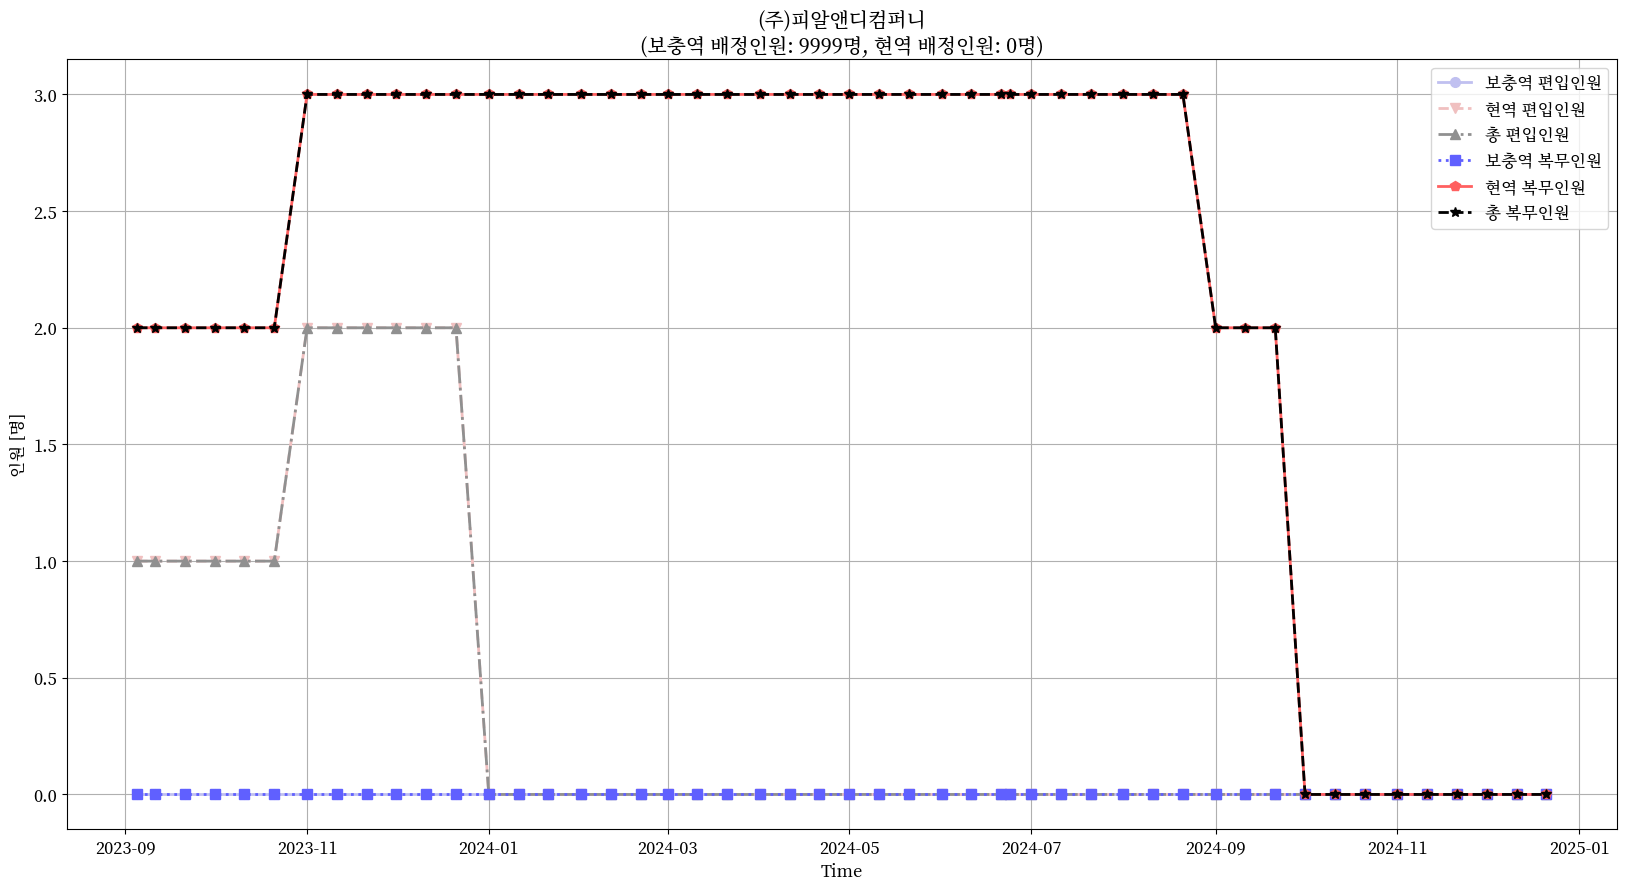 (주)피알앤디컴퍼니
(보충역 배정인원: 9999명, 현역 배정인원: 0명)
보충역 편입인원
현역 편입인원
총 편입인원
보충역 복무인원
현역 복무인원
총 복무인원
3.0
2.5
2.0
1.5
1.0
0.5
0.0
인원 [명]
2023-09 2023-11 2024-01 2024-03 2024-05 2024-07 2024-09 2024-11 2025-01
Time